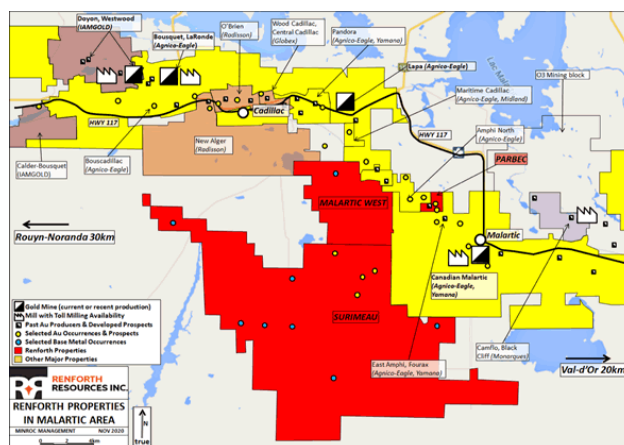 Doyon, Westwood
(IAMGOLD)
Bousquet, LaRonda
(Agnico-Eagle)
O'Brien
(Radisson)
Wood Cadillac,
Central Cadillac
(Globex)
Pandora
(Agnico-Eagle, Yamana)
Lapa (Agnico-Eagle)
Maritime Cadillac
(Agnico-Eagle, Midland)
O3 Mining block
HWY 117
Cadillac
HWY 117
Amphi North
(Agnico-Eagle)
PARBEC
Calder-Bousquet
(IAMGOLD)
Bouscadillac
(Agnico-Eagle)
New Alger
(Radisson)
MALARTIC WEST
Rouyn-Noranda 30km
Malartic
Canadian Malartic
(Agnico-Eagle,
Yamana)
SURIMEAU
East Amphi, Fourax
(Agnico-Eagle, Yamana)
Camflo, Black
Cliff (Monarques)
Val-d'Or 20km
Gold Mine (current or recent production)
Mill with Toll Milling Availability
Past Au Producers & Developed Prospects
Selected Au Occurrences & Prospects
Selected Base Metal Occurrences
Renforth Properties
Other Major Properties
RENFORTH
RESOURCES INC.
RENFORTH PROPERTIES
IN MALARTIC AREA
MINROC MANAGEMENT NOV 2020
N
true